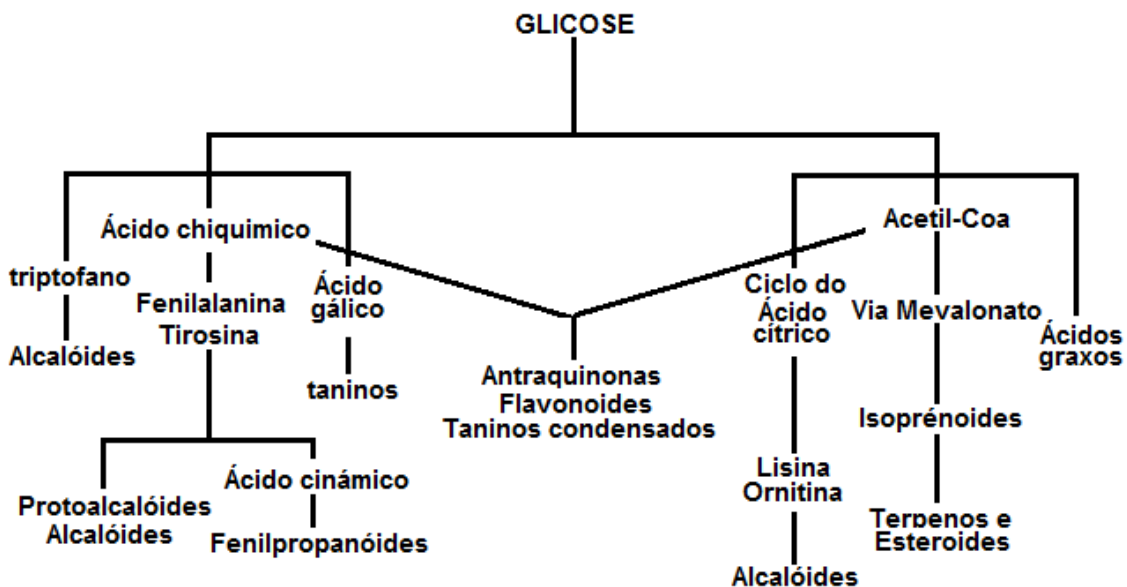 GLICOSE
Ácido chiquimico
Acetil-Coa
triptofano
Fenilalanina
Tirosina
Ácido
gálico
Ciclo do
Ácido
cítrico
Via Mevalonato
Ácidos
graxos
Alcalóides
taninos
Antraquinonas
Flavonoides
Taninos condensados
Isoprénoides
Ácido cinámico
Lisina
Ornitina
Protoalcalóides
Alcalóides
Fenilpropanóides
Terpenos e
Esteroides
Alcalóides